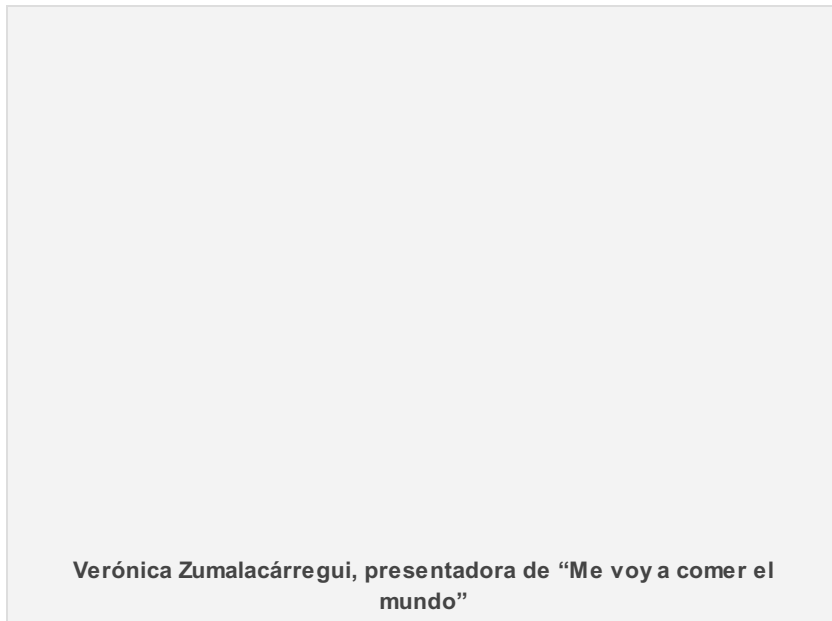 Verónica Zumalacárregui, presentadora de “Me voy a comer el
mundo”